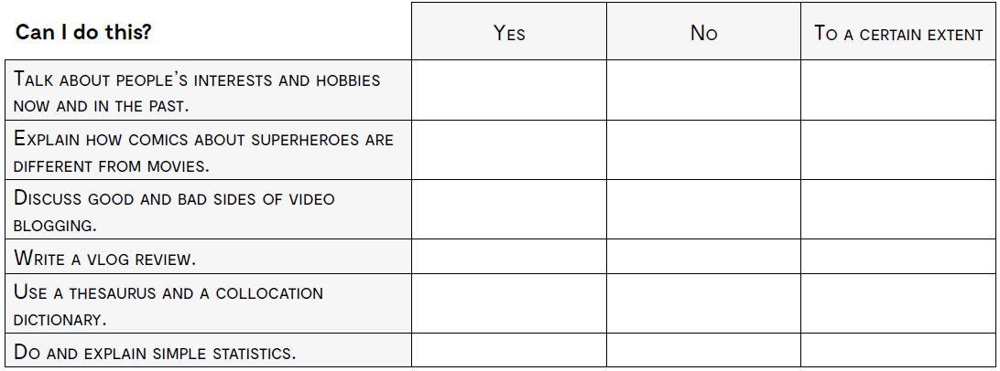 Can I do this? Yes No To a certain extent
Talk about people's interests and hobbies
now and in the past.
Explain how comics about superheroes are
different from movies.
Discuss good and bad sides of video
blogging.
Write a vlog review.
Use a thesaurus and a collocation
dictionary.
Do and explain simple statistics.